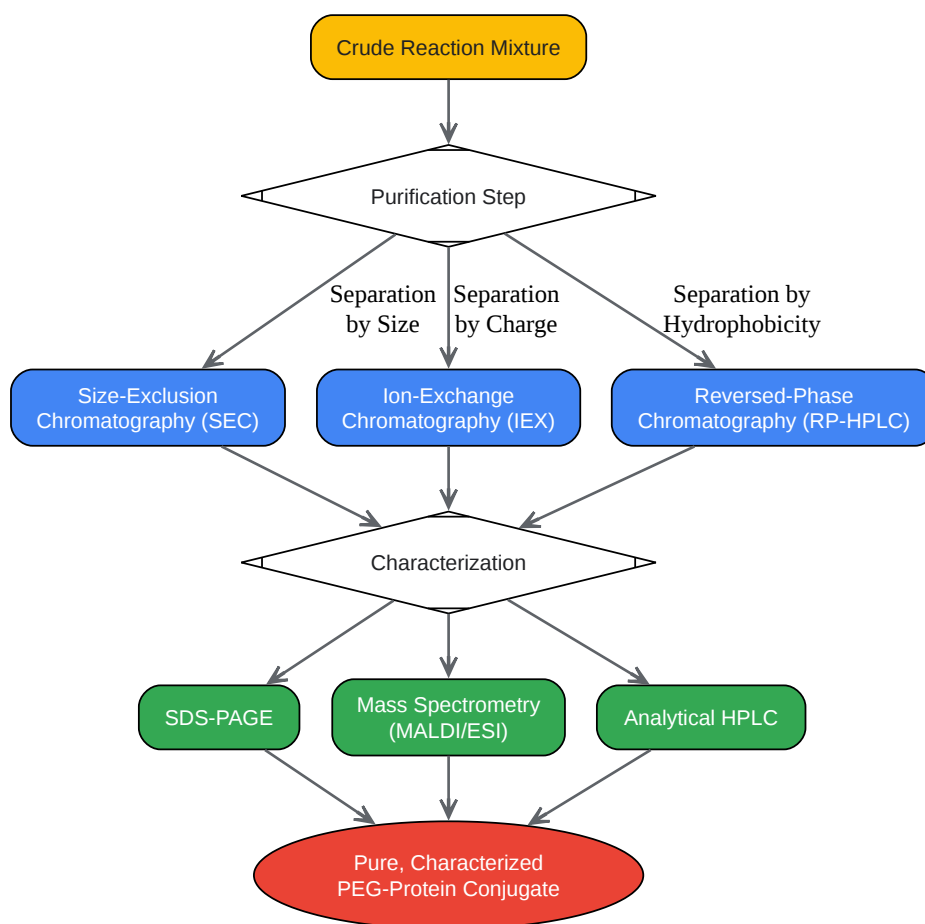 Crude Reaction Mixture
Purification Step
Separation
by Size
Separation
by Charge
Separation by
Hydrophobicity
Size-Exclusion
Chromatography (SEC)
Ion-Exchange
Chromatography (IEX)
Reversed-Phase
Chromatography (RP-HPLC)
Characterization
SDS-PAGE
Mass Spectrometry
(MALDI/ESI)
Analytical HPLC
Pure, Characterized
PEG-Protein Conjugate